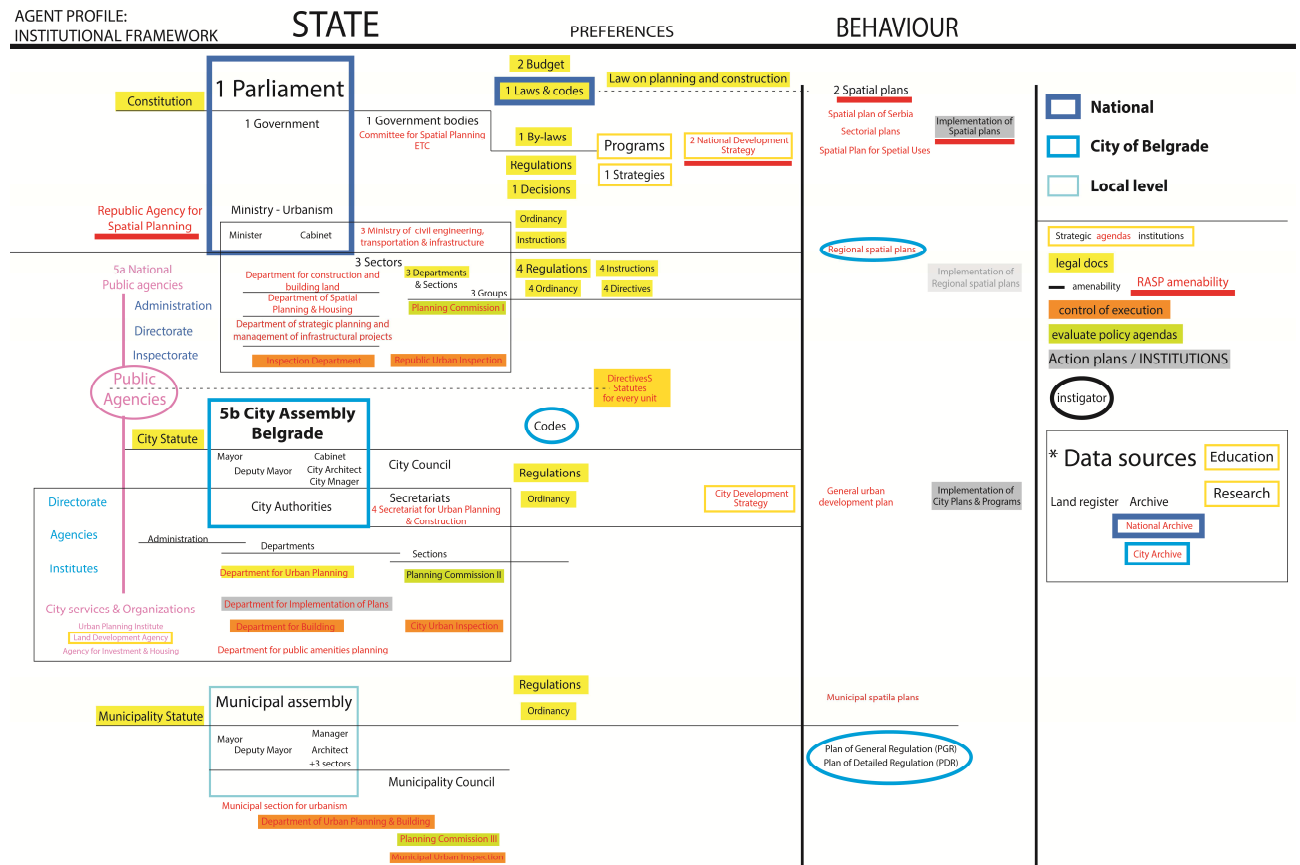 AGENT PROFILE:
INSTITUTIONAL FRAMEWORK
STATE
PREFERENCES
BEHAVIOUR
2 Budget
1 Laws & codes
Law on planning and construction
Constitution
1 Parliament
1 Government
1 Government bodies
Committee for Spatial Planning
ETC
1 By-laws
Regulations
1 Decisions
Programs
1 Strategies
2 National Development
Strategy
2 Spatial plans
Spatial plan of Serbia
Sectorial plans
Spatial Plan for Spetial Uses
Implementation of
Spatial plans
Republic Agency for
Spatial Planning
Ministry - Urbanism
Minister
Cabinet
3 Ministry of civil engineering,
transportation & infrastructure
Ordinancy
Instructions
Regional spatial plans
3 Sectors
5a National
Public agencies
Administration
Directorate
Inspectorate
Department for construction and
building land
Department of Spatial
Planning & Housing
Department of strategic planning and
management of infrastructural projects
Inspection Department
3 Departments
& Sections
3 Groups
Planning Commission I
Republic Urban Inspection
4 Regulations
4 Instructions
4 Ordinancy
4 Directives
Implementation of
Regional spatial plans
Public
Agencies
DirectivesS
Statutes
for every unit
City Statute
5b City Assembly
Belgrade
Codes
Mayor
Deputy Mayor
Cabinet
City Architect
City Mnager
City Council
Regulations
Ordinancy
City Authorities
Secretariats
4 Secretariat for Urban Planning
& Construction
City Development
Strategy
General urban
development plan
Implementation of
City Plans & Programs
Directorate
Agencies
Institutes
Administration
Departments
Sections
Department for Urban Planning
Planning Commission II
Department for Implementation of Plans
Department for Building
City Urban Inspection
Department for public amenities planning
City services & Organizations
Urban Planning Institute
Land Development Agency
Agency for Investment & Housing
Municipality Statute
Municipal assembly
Regulations
Ordinancy
Municipal spatila plans
Mayor
Deputy Mayor
Manager
Architect
+3 sectors
Municipality Council
Plan of General Regulation (PGR)
Plan of Detailed Regulation (PDR)
Municipal section for urbanism
Department of Urban Planning & Building
Planning Commission III
Municipal Urban Inspection
National
City of Belgrade
Local level
Strategic agendas institutions
legal docs
amenability
RASP amenability
control of execution
evaluate policy agendas
Action plans / INSTITUTIONS
instigator
* Data sources
Education
Research
Land register
Archive
National Archive
City Archive